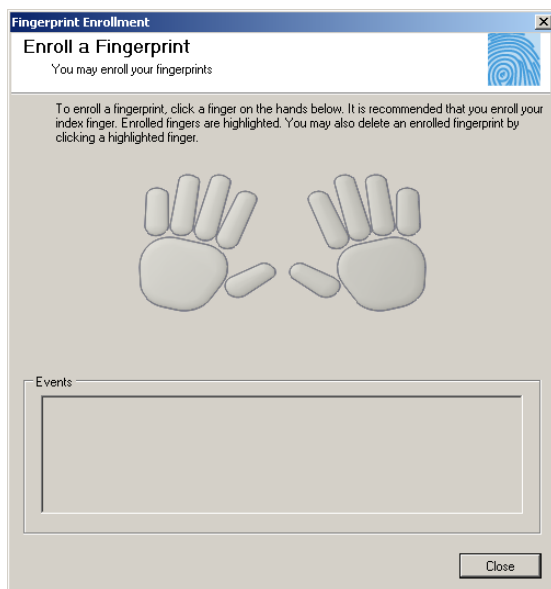 Fingerprint Enrollment
Enroll a Fingerprint
You may enroll your fingerprints
To enroll a fingerprint, click a finger on the hands below. It is recommended that you enroll your
index finger. Enrolled fingers are highlighted. You may also delete an enrolled fingerprint by
clicking a highlighted finger.
Events
Close